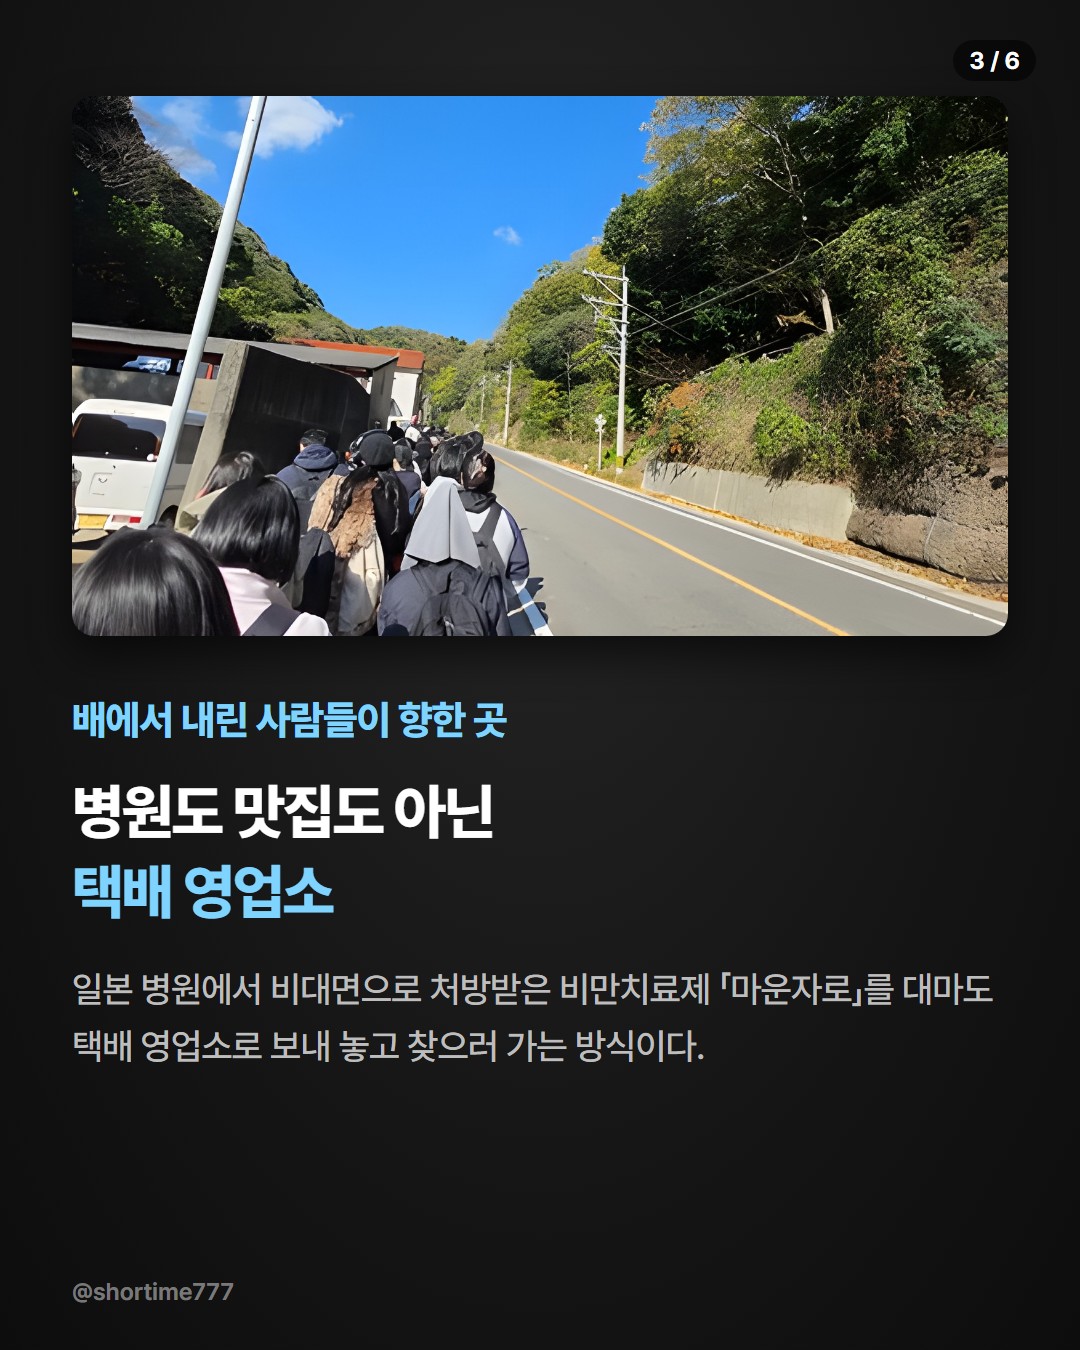 3 / 6
배에서 내린 사람들이 향한 곳
병원도 맛집도 아닌
택배 영업소
일본 병원에서 비대면으로 처방받은 비만치료제 「마운자로」를 대마도
택배 영업소로 보내 놓고 찾으러 가는 방식이다.
@shortime777